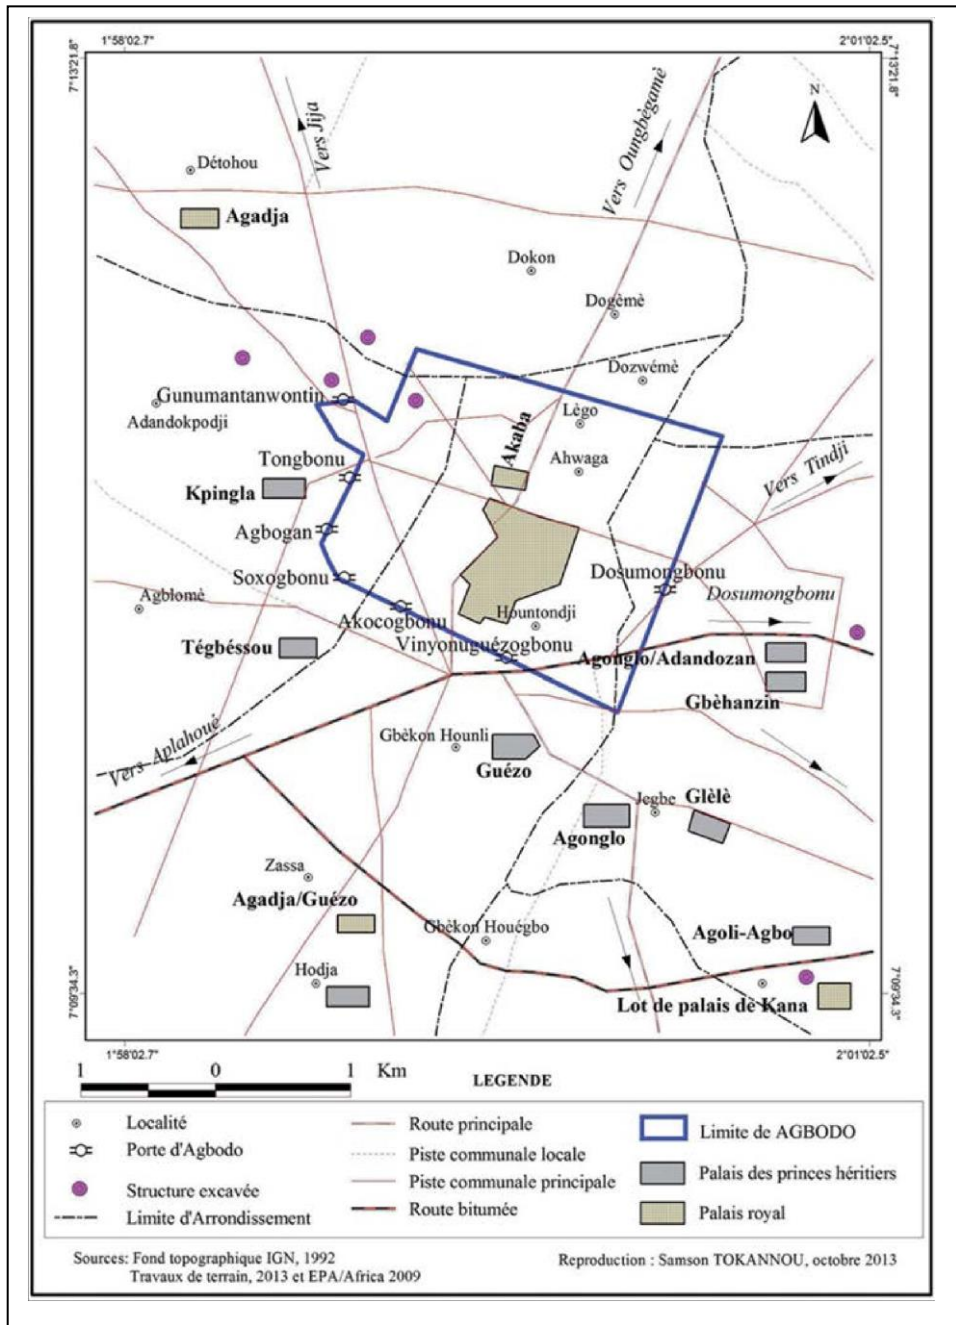 1°58'02.7"
2°01'02.5"
7°13'21.8"
7°13'21.8"
N
Vers Jija
Vers Oungbègamè
Détohou
Agadja
Dokon
Dogèmè
Dozwémè
Gunumantanwontin
Adandokpodji
Lègo
Akaba
Ahwaga
Tongbonu
Kpingla
Vers Tindji
Agbogan
Soxogbonu
Dosumongbonu
Agblomè
Dosumongbonu
Akocogbonu
Hountondji
Tégbéssou
Vinyonuguézogbonu
Agonglo/Adandozan
Gbèhanzin
Vers Aplahoué
Gbèkon Hounli
Guézo
Jegbe
Glèlè
Agonglo
Zassa
Agadja/Guézo
Gbèkon Houégbo
Agoli-Agbo
Hodja
Lot de palais dè Kana
7°09'34.3"
7°09'34.3"
1°58'02.7"
2°01'02.5"
1 0 1 Km
LEGENDE
Localité
Porte d'Agbodo
Structure excavée
Limite d'Arrondissement
Route principale
Piste communale locale
Piste communale principale
Route bitumée
Limite de AGBODO
Palais des princes héritiers
Palais royal
Sources: Fond topographique IGN, 1992
Travaux de terrain, 2013 et EPA/Africa 2009
Reproduction : Samson TOKANNOU, octobre 2013